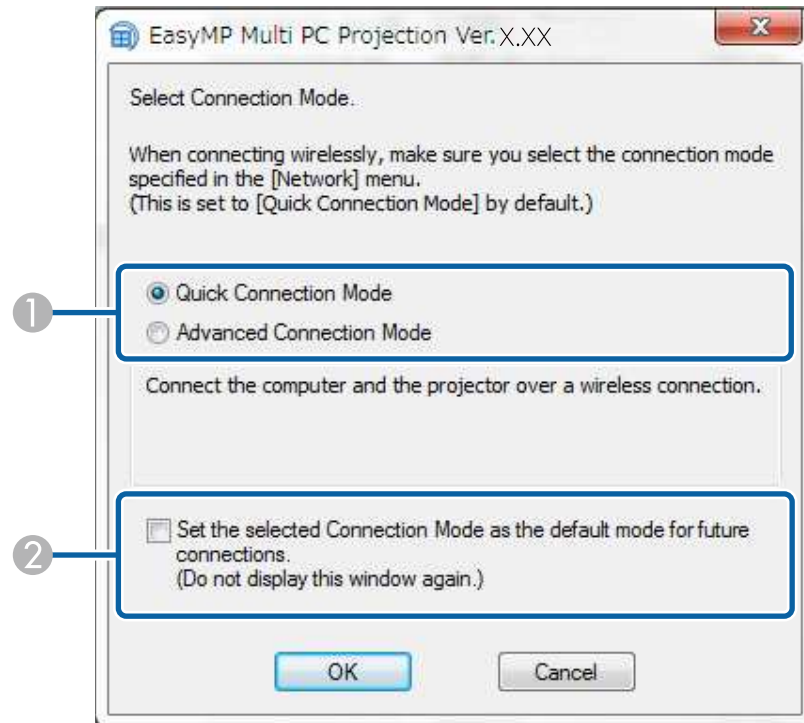 EasyMP Multi PC Projection Ver. X.XX
Select Connection Mode.
When connecting wirelessly, make sure you select the connection mode
specified in the [Network] menu.
(This is set to [Quick Connection Mode] by default.)
1
Quick Connection Mode
Advanced Connection Mode
Connect the computer and the projector over a wireless connection.
2
Set the selected Connection Mode as the default mode for future
connections.
(Do not display this window again.)
OK
Cancel